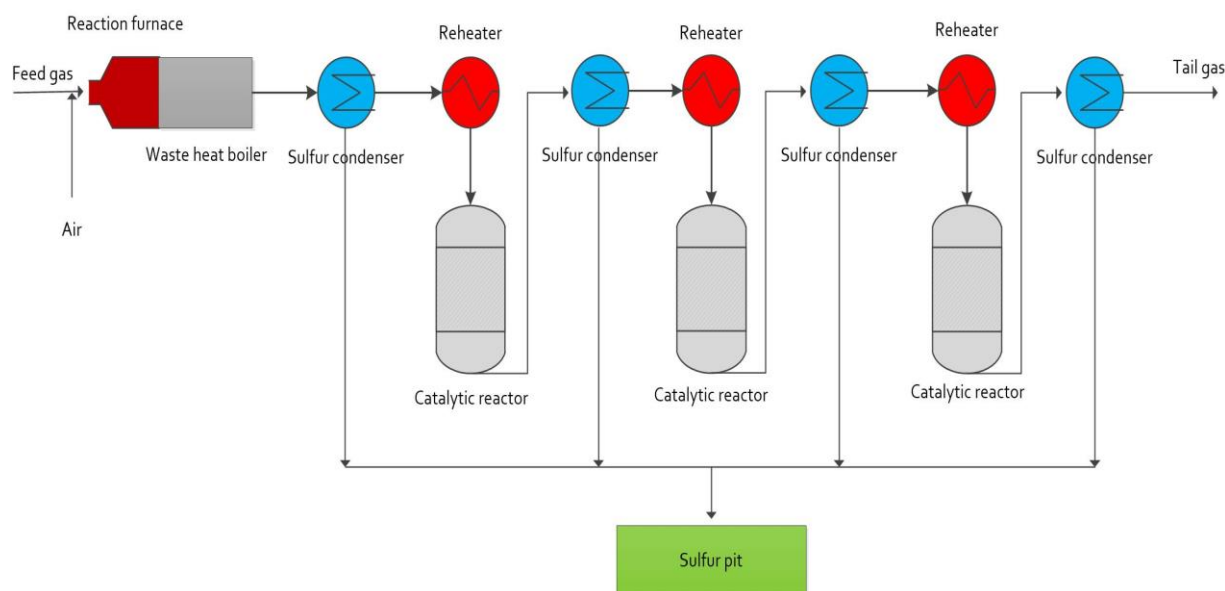 Reaction furnace
Reheater
Reheater
Reheater
Feed gas
Tail gas
Waste heat boiler
Sulfur condenser
Sulfur condenser
Sulfur condenser
Sulfur condenser
Air
Catalytic reactor
Catalytic reactor
Catalytic reactor
Sulfur pit